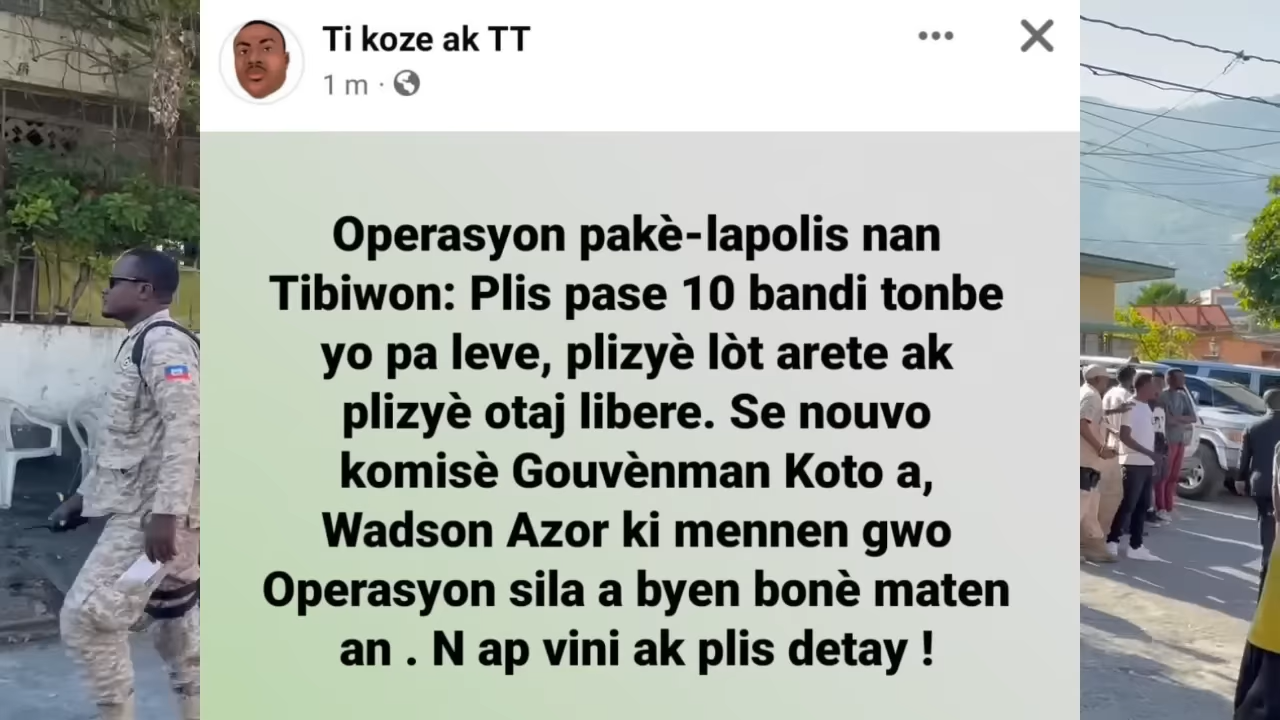 Ti koze ak TT
1 m ·
Operasyon pakè-lapolis nan
Tibiwon: Plis pase 10 bandi tonbe
yo pa leve, plizyè lòt arete ak
plizyè otaj libere. Se nouvo
komisè Gouvènman Koto a,
Wadson Azor ki mennen gwo
Operasyon sila a byen bonè maten
an . N ap vini ak plis detay !